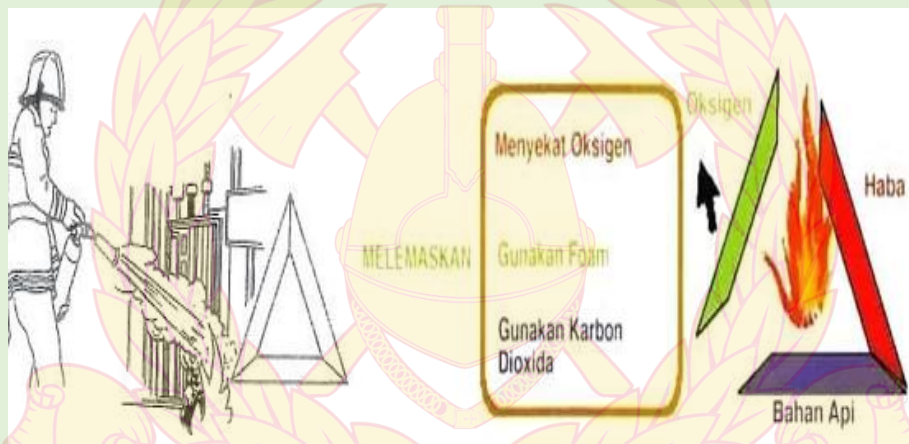 MELEMASKAN
Menyekat Oksigen
Gunakan Foam
Gunakan Karbon
Dioxida
Oksigen
Haba
Bahan Api